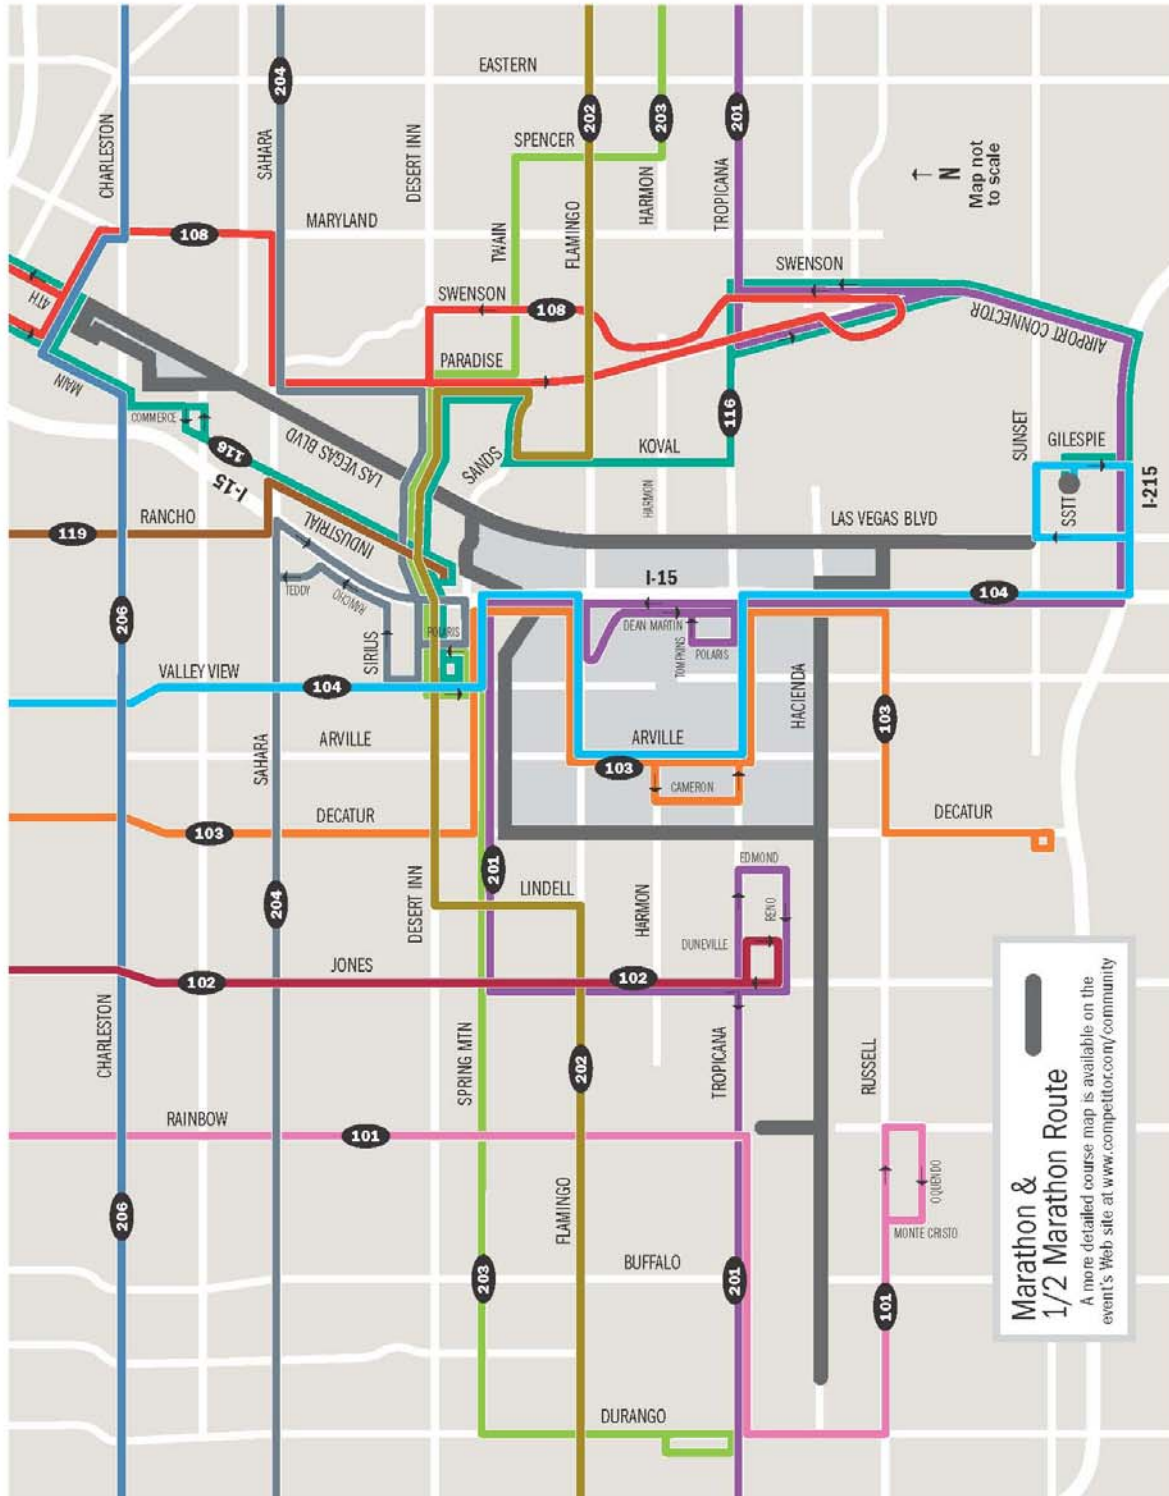 EASTERN
CHARLESTON
SAHARA
204
DESERT INN
202
203
201
SPENCER
HARMON
TROPICANA
N
Map not
to scale
MARYLAND
108
TWAIN
FLAMINGO
SWENSON
4TH
SWENSON
108
AIRPORT CONNECTOR
PARADISE
MAIN
COMMERCE
116
116
LAS VEGAS BLVD
SANDS
KOVAL
SUNSET
GILESPIE
I-15
HARMON
SSTT
I-215
RANCHO
119
INDUSTRIAL
LAS VEGAS BLVD
TEDDY
RANCHO
I-15
104
206
SIRIUS
POLARIS
DEAN MARTIN
TOMPKINS
POLARIS
VALLEY VIEW
104
HACIENDA
103
SAHARA
ARVILLE
ARVILLE
103
CAMERON
DECATUR
103
DECATUR
201
EDMOND
DESERT INN
LINDELL
HARMON
RENO
204
DUNEVILLE
JONES
102
102
CHARLESTON
SPRING MTN
202
TROPICANA
RUSSELL
RAINBOW
101
OQUENDO
MONTE CRISTO
206
FLAMINGO
BUFFALO
203
201
101
DURANGO
Marathon &
1/2 Marathon Route
A more detailed course map is available on the
event's Web site at www.competitor.com/community